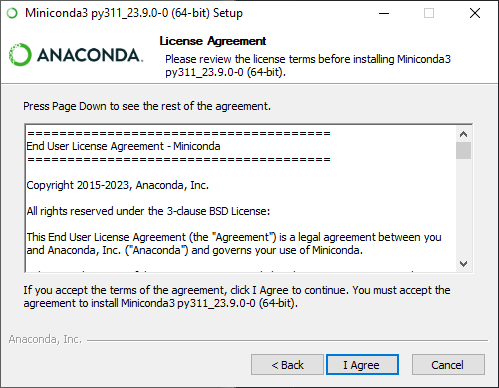 Miniconda3 py311_23.9.0-0 (64-bit) Setup
ANACONDA.
License Agreement
Please review the license terms before installing Miniconda3
py311_23.9.0-0 (64-bit).
Press Page Down to see the rest of the agreement.
======================================
End User License Agreement - Miniconda
======================================
Copyright 2015-2023, Anaconda, Inc.
All rights reserved under the 3-clause BSD License:
This End User License Agreement (the "Agreement") is a legal agreement between you
and Anaconda, Inc. ("Anaconda") and governs your use of Miniconda.
If you accept the terms of the agreement, click I Agree to continue. You must accept the
agreement to install Miniconda3 py311_23.9.0-0 (64-bit).
Anaconda, Inc.
< Back
I Agree
Cancel